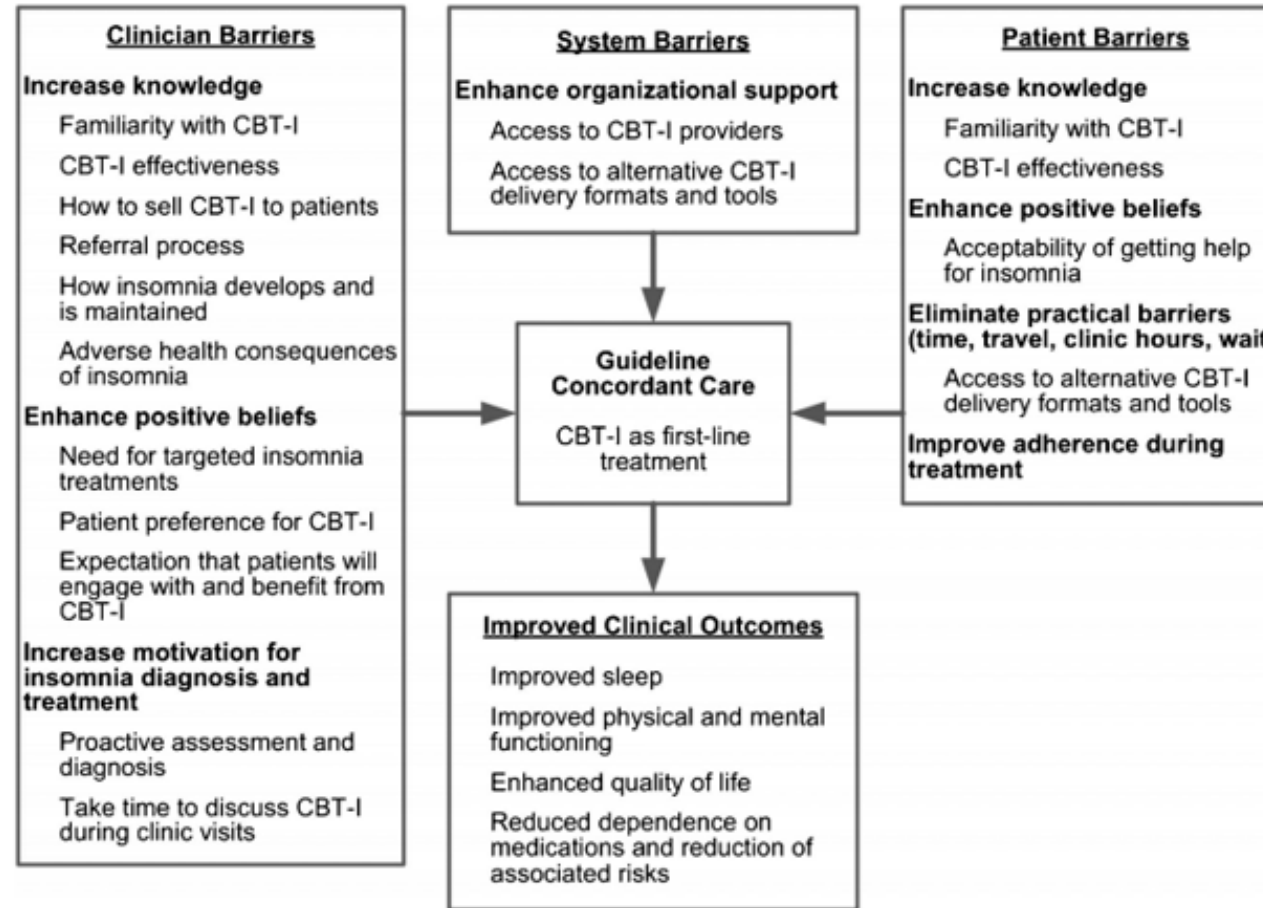 Clinician Barriers
Increase knowledge
Familiarity with CBT-I
CBT-I effectiveness
How to sell CBT-I to patients
Referral process
How insomnia develops and
is maintained
Adverse health consequences
of insomnia
Enhance positive beliefs
Need for targeted insomnia
treatments
Patient preference for CBT-I
Expectation that patients will
engage with and benefit from
CBT-I
Increase motivation for
insomnia diagnosis and
treatment
Proactive assessment and
diagnosis
Take time to discuss CBT-I
during clinic visits
System Barriers
Enhance organizational support
Access to CBT-I providers
Access to alternative CBT-I
delivery formats and tools
Patient Barriers
Increase knowledge
Familiarity with CBT-I
CBT-I effectiveness
Enhance positive beliefs
Acceptability of getting help
for insomnia
Eliminate practical barriers
(time, travel, clinic hours, wait
Access to alternative CBT-I
delivery formats and tools
Improve adherence during
treatment
Guideline
Concordant Care
CBT-I as first-line
treatment
Improved Clinical Outcomes
Improved sleep
Improved physical and mental
functioning
Enhanced quality of life
Reduced dependence on
medications and reduction of
associated risks